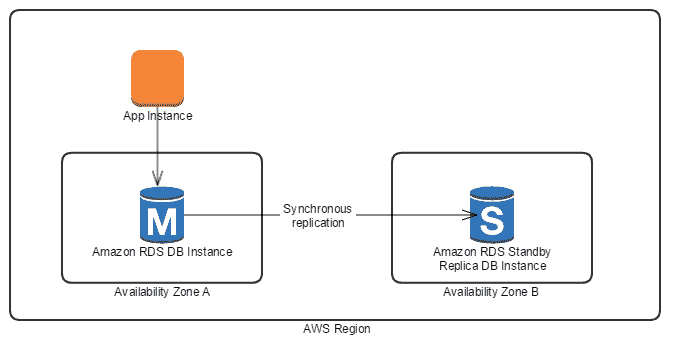 App Instance
M
S
Synchronous
replication
Amazon RDS DB Instance
Amazon RDS Standby
Replica DB Instance
Availability Zone A
Availability Zone B
AWS Region